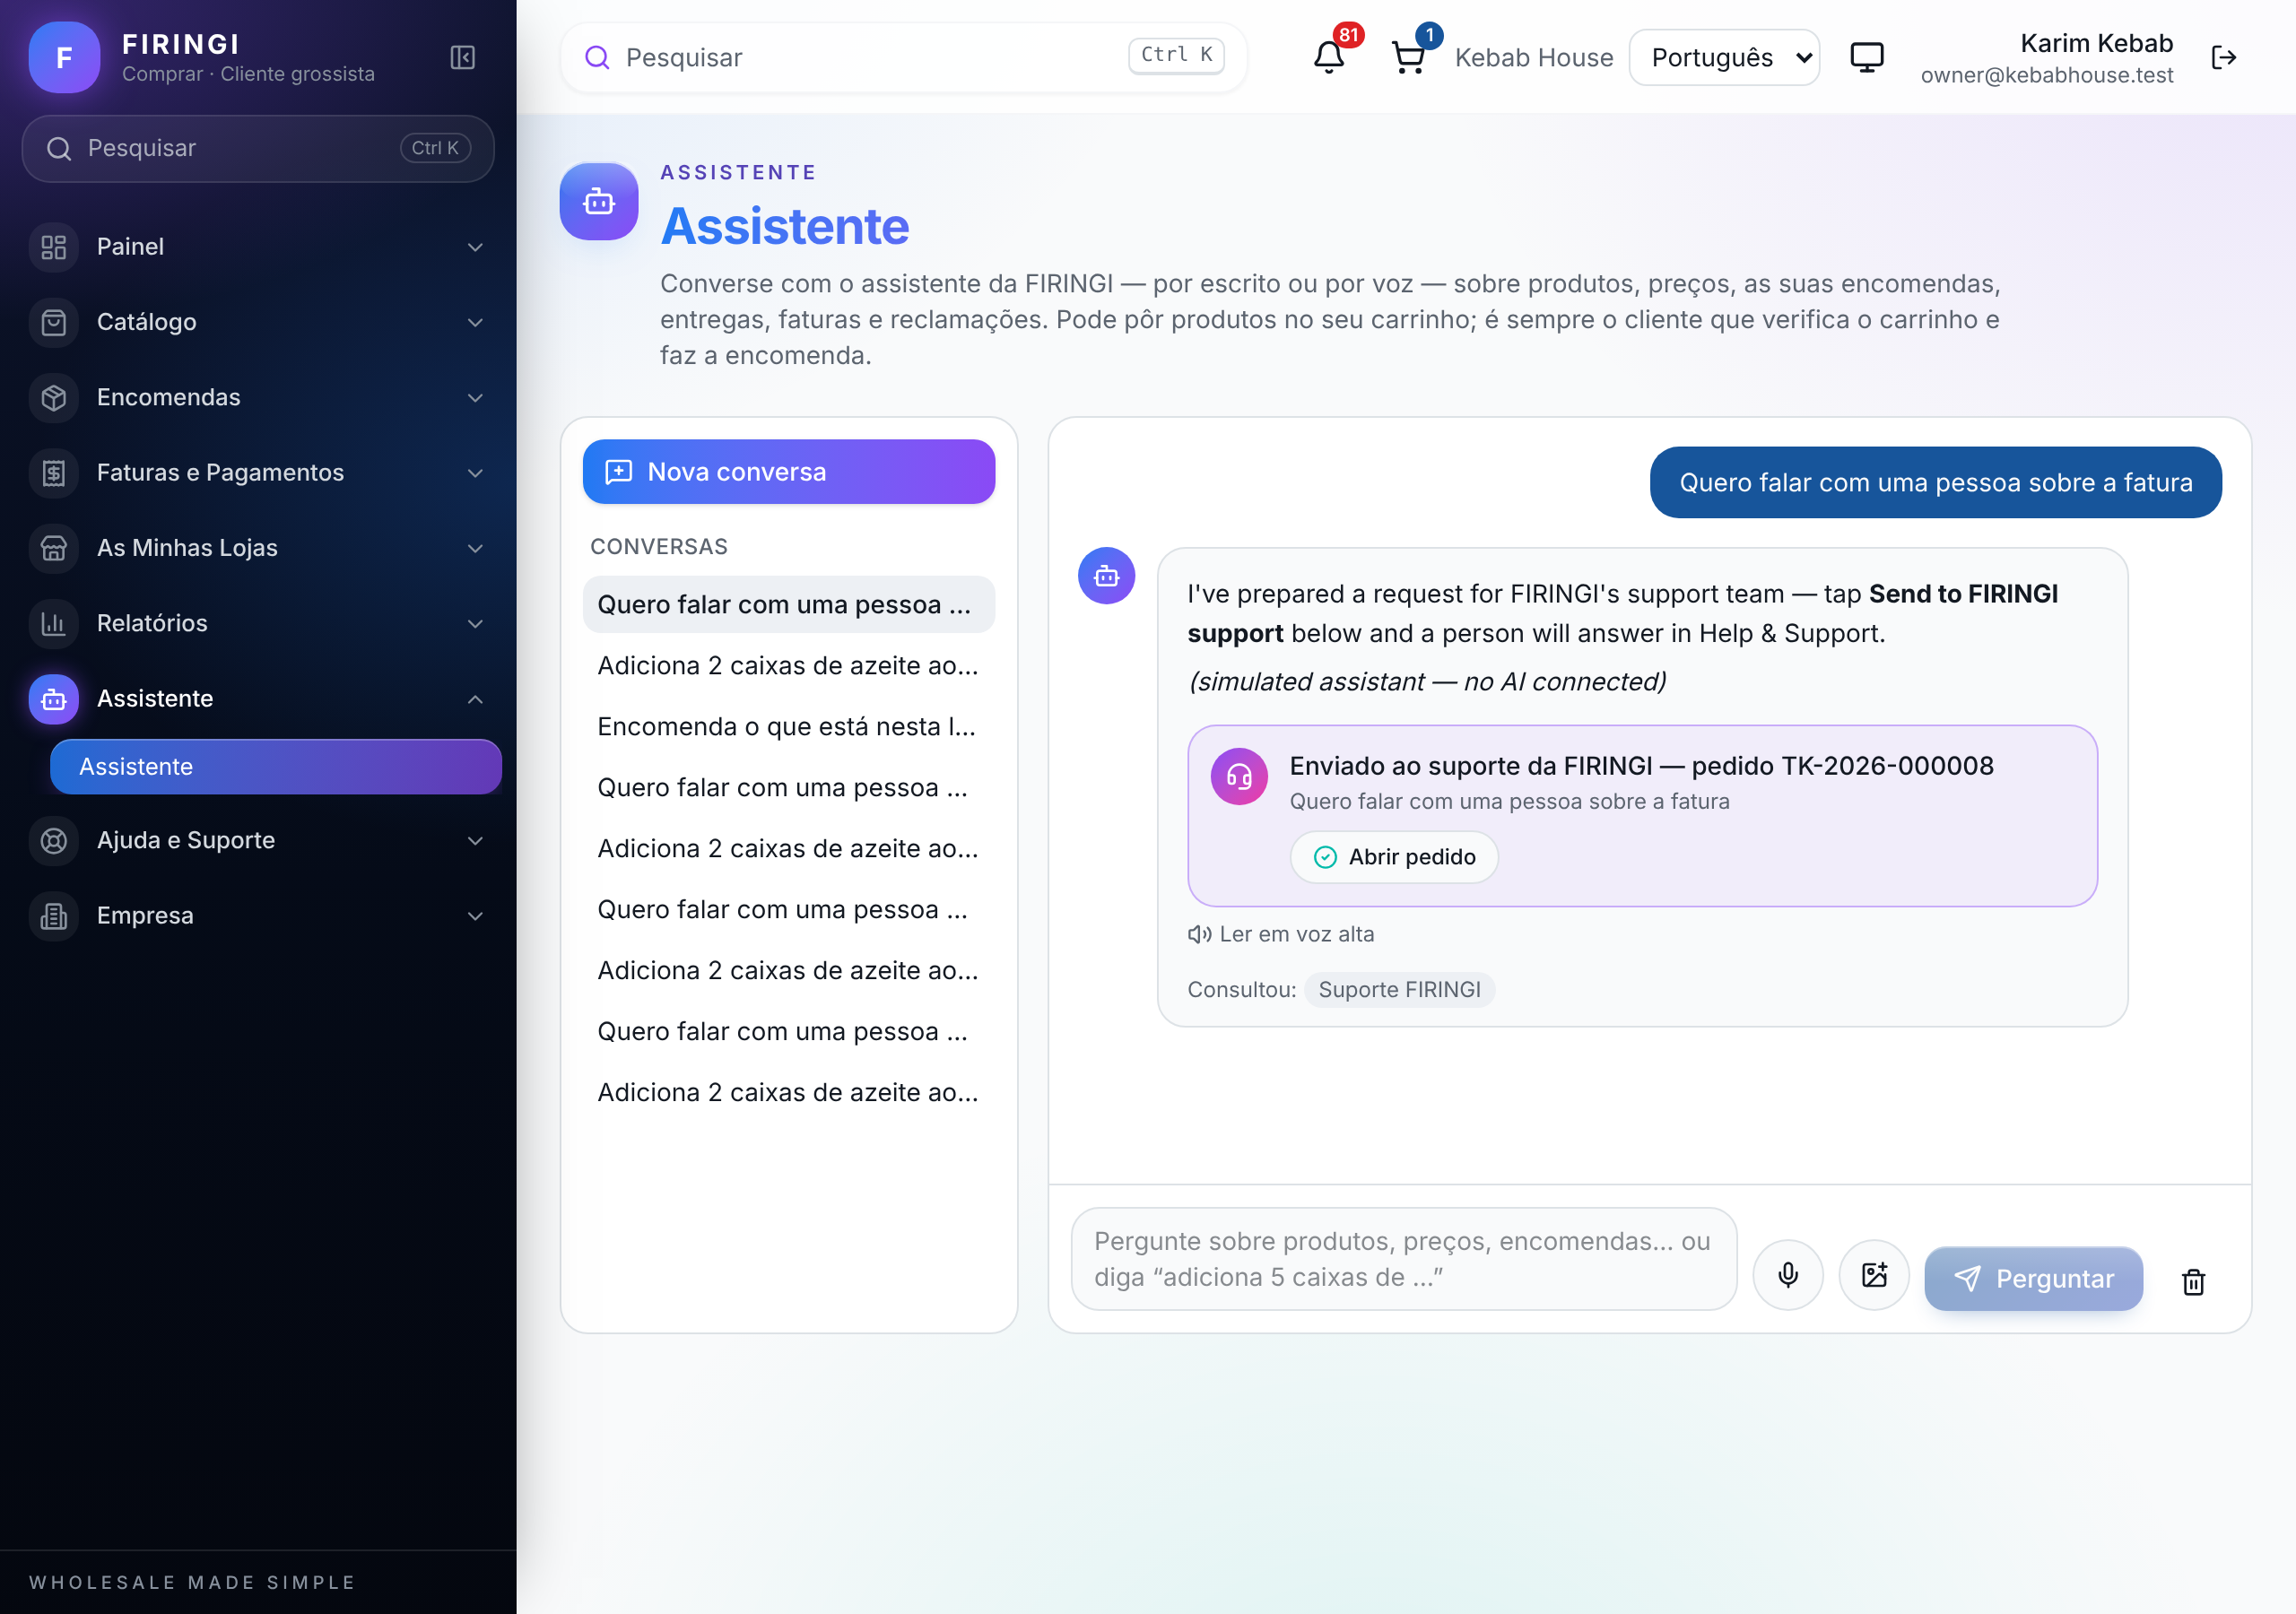 F
FIRINGI
Comprar · Cliente grossista
Pesquisar
Ctrl K
Painel
Catálogo
Encomendas
Faturas e Pagamentos
As Minhas Lojas
Relatórios
Assistente
Assistente
Ajuda e Suporte
Empresa
WHOLESALE MADE SIMPLE
Pesquisar
Ctrl K
81
1
Kebab House
Português
Karim Kebab
owner@kebabhouse.test
ASSISTENTE
Assistente
Converse com o assistente da FIRINGI — por escrito ou por voz — sobre produtos, preços, as suas encomendas,
entregas, faturas e reclamações. Pode pôr produtos no seu carrinho; é sempre o cliente que verifica o carrinho e
faz a encomenda.
Nova conversa
CONVERSAS
Quero falar com uma pessoa ...
Adiciona 2 caixas de azeite ao...
Encomenda o que está nesta l...
Quero falar com uma pessoa ...
Adiciona 2 caixas de azeite ao...
Quero falar com uma pessoa ...
Adiciona 2 caixas de azeite ao...
Quero falar com uma pessoa ...
Adiciona 2 caixas de azeite ao...
Quero falar com uma pessoa sobre a fatura
I've prepared a request for FIRINGI's support team — tap Send to FIRINGI
support below and a person will answer in Help & Support.
(simulated assistant — no AI connected)
Enviado ao suporte da FIRINGI — pedido TK-2026-000008
Quero falar com uma pessoa sobre a fatura
Abrir pedido
Ler em voz alta
Consultou: Suporte FIRINGI
Pergunte sobre produtos, preços, encomendas... ou
diga “adiciona 5 caixas de ...”
Perguntar